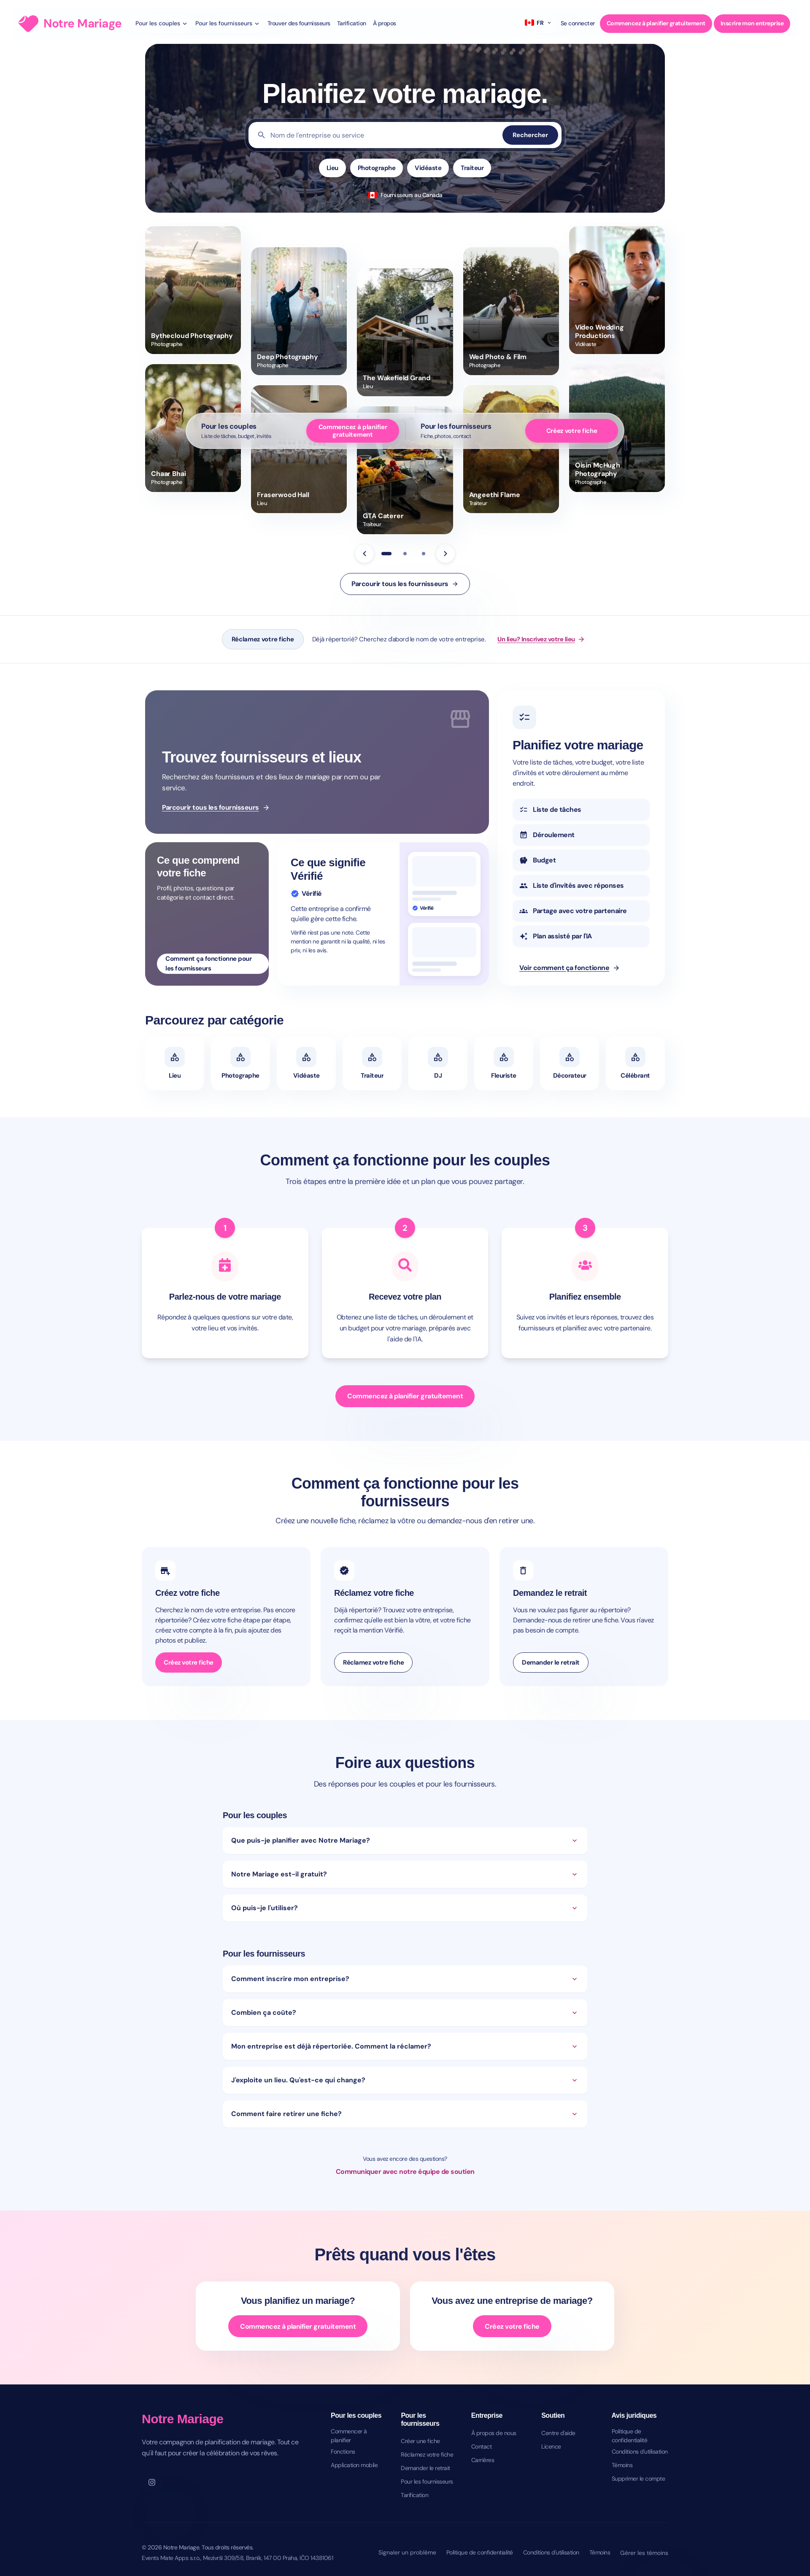 Notre Mariage
Pour les couples
Pour les fournisseurs
Trouver des fournisseurs
Tarification
À propos
FR
Se connecter
Commencez à planifier gratuitement
Inscrire mon entreprise
Planifiez votre mariage.
Nom de l'entreprise ou service
Rechercher
Lieu
Photographe
Vidéaste
Traiteur
Fournisseurs au Canada
Bythecloud Photography
Photographe
Deep Photography
Photographe
The Wakefield Grand
Lieu
Wed Photo & Film
Photographe
Video Wedding
Productions
Vidéaste
Pour les couples
Liste de tâches, budget, invités
Commencez à planifier
gratuitement
Pour les fournisseurs
Fiche, photos, contact
Créez votre fiche
Chaar Bhai
Photographe
Fraserwood Hall
Lieu
GTA Caterer
Traiteur
Angeethi Flame
Traiteur
Oisin McHugh
Photography
Photographe
Parcourir tous les fournisseurs
Réclamez votre fiche
Déjà répertorié? Cherchez d'abord le nom de votre entreprise.
Un lieu? Inscrivez votre lieu
Trouvez fournisseurs et lieux
Recherchez des fournisseurs et des lieux de mariage par nom ou par
service.
Parcourir tous les fournisseurs
Ce que comprend
votre fiche
Profil, photos, questions par
catégorie et contact direct.
Comment ça fonctionne pour
les fournisseurs
Ce que signifie
Vérifié
Vérifié
Cette entreprise a confirmé
qu'elle gère cette fiche.
Vérifié n'est pas une note. Cette
mention ne garantit ni la qualité, ni les
prix, ni les avis.
Vérifié
Planifiez votre mariage
Votre liste de tâches, votre budget, votre liste
d'invités et votre déroulement au même
endroit.
Liste de tâches
Déroulement
Budget
Liste d'invités avec réponses
Partage avec votre partenaire
Plan assisté par l'IA
Voir comment ça fonctionne
Parcourez par catégorie
Lieu
Photographe
Vidéaste
Traiteur
DJ
Fleuriste
Décorateur
Célébrant
Comment ça fonctionne pour les couples
Trois étapes entre la première idée et un plan que vous pouvez partager.
1
Parlez-nous de votre mariage
Répondez à quelques questions sur votre date,
votre lieu et vos invités.
2
Recevez votre plan
Obtenez une liste de tâches, un déroulement et
un budget pour votre mariage, préparés avec
l'aide de l'IA.
3
Planifiez ensemble
Suivez vos invités et leurs réponses, trouvez des
fournisseurs et planifiez avec votre partenaire.
Commencez à planifier gratuitement
Comment ça fonctionne pour les
fournisseurs
Créez une nouvelle fiche, réclamez la vôtre ou demandez-nous d'en retirer une.
Créez votre fiche
Cherchez le nom de votre entreprise. Pas encore
répertoriée? Créez votre fiche étape par étape,
créez votre compte à la fin, puis ajoutez des
photos et publiez.
Créez votre fiche
Réclamez votre fiche
Déjà répertorié? Trouvez votre entreprise,
confirmez qu'elle est bien la vôtre, et votre fiche
reçoit la mention Vérifié.
Réclamez votre fiche
Demandez le retrait
Vous ne voulez pas figurer au répertoire?
Demandez-nous de retirer une fiche. Vous n'avez
pas besoin de compte.
Demander le retrait
Foire aux questions
Des réponses pour les couples et pour les fournisseurs.
Pour les couples
Que puis-je planifier avec Notre Mariage?
Notre Mariage est-il gratuit?
Où puis-je l'utiliser?
Pour les fournisseurs
Comment inscrire mon entreprise?
Combien ça coûte?
Mon entreprise est déjà répertoriée. Comment la réclamer?
J'exploite un lieu. Qu'est-ce qui change?
Comment faire retirer une fiche?
Vous avez encore des questions?
Communiquer avec notre équipe de soutien
Prêts quand vous l'êtes
Vous planifiez un mariage?
Commencez à planifier gratuitement
Vous avez une entreprise de mariage?
Créez votre fiche
Notre Mariage
Votre compagnon de planification de mariage. Tout ce
qu'il faut pour créer la célébration de vos rêves.
Pour les couples
Commencer à
planifier
Fonctions
Application mobile
Pour les
fournisseurs
Créer une fiche
Réclamez votre fiche
Demander le retrait
Pour les fournisseurs
Tarification
Entreprise
À propos de nous
Contact
Carrières
Soutien
Centre d'aide
Licence
Avis juridiques
Politique de
confidentialité
Conditions d'utilisation
Témoins
Supprimer le compte
© 2026 Notre Mariage. Tous droits réservés.
Events Mate Apps s.r.o., Mezivrší 309/58, Braník, 147 00 Praha, IČO 14381061
Signaler un problème
Politique de confidentialité
Conditions d'utilisation
Témoins
Gérer les témoins